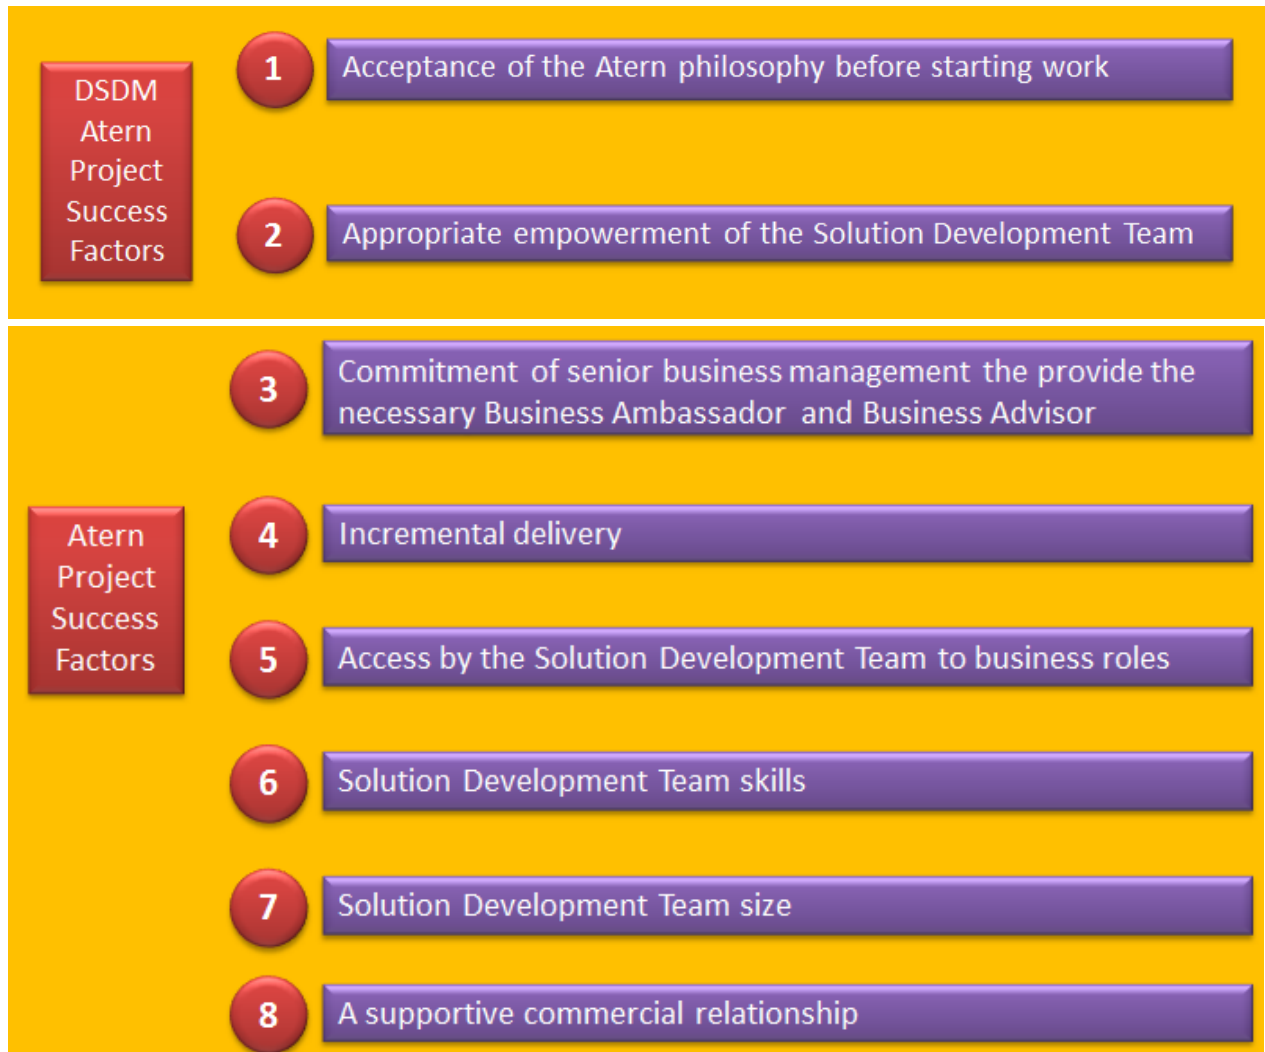 DSDM
Atern
Project
Success
Factors
1
Acceptance of the Atern philosophy before starting work
2
Appropriate empowerment of the Solution Development Team
Atern
Project
Success
Factors
3
Commitment of senior business management the provide the
necessary Business Ambassador and Business Advisor
4
Incremental delivery
5
Access by the Solution Development Team to business roles
6
Solution Development Team skills
7
Solution Development Team size
8
A supportive commercial relationship